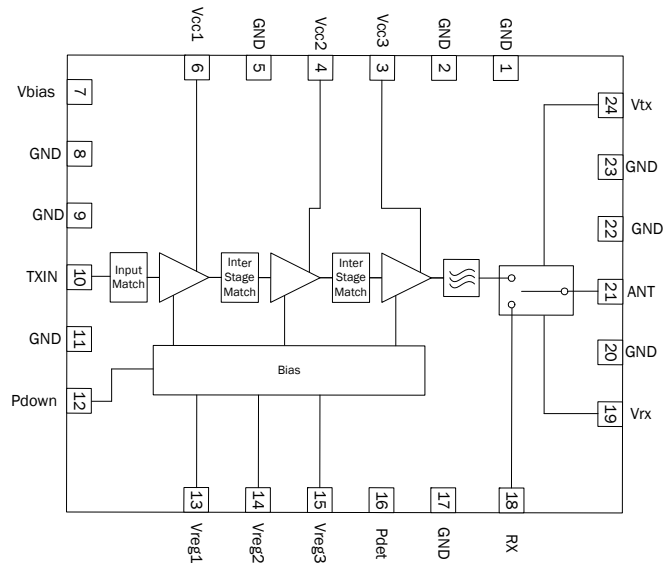 Vcc1
GND
Vcc2
Vcc3
GND
GND
6
5
4
3
2
1
Vbias
7
24
Vtx
GND
8
23
GND
GND
9
22
GND
TXIN
10
Input
Match
Inter
Stage
Match
Inter
Stage
Match
21
ANT
GND
11
20
GND
Bias
Pdown
12
19
Vrx
13
14
15
16
17
18
Vreg1
Vreg2
Vreg3
Pdet
GND
RX